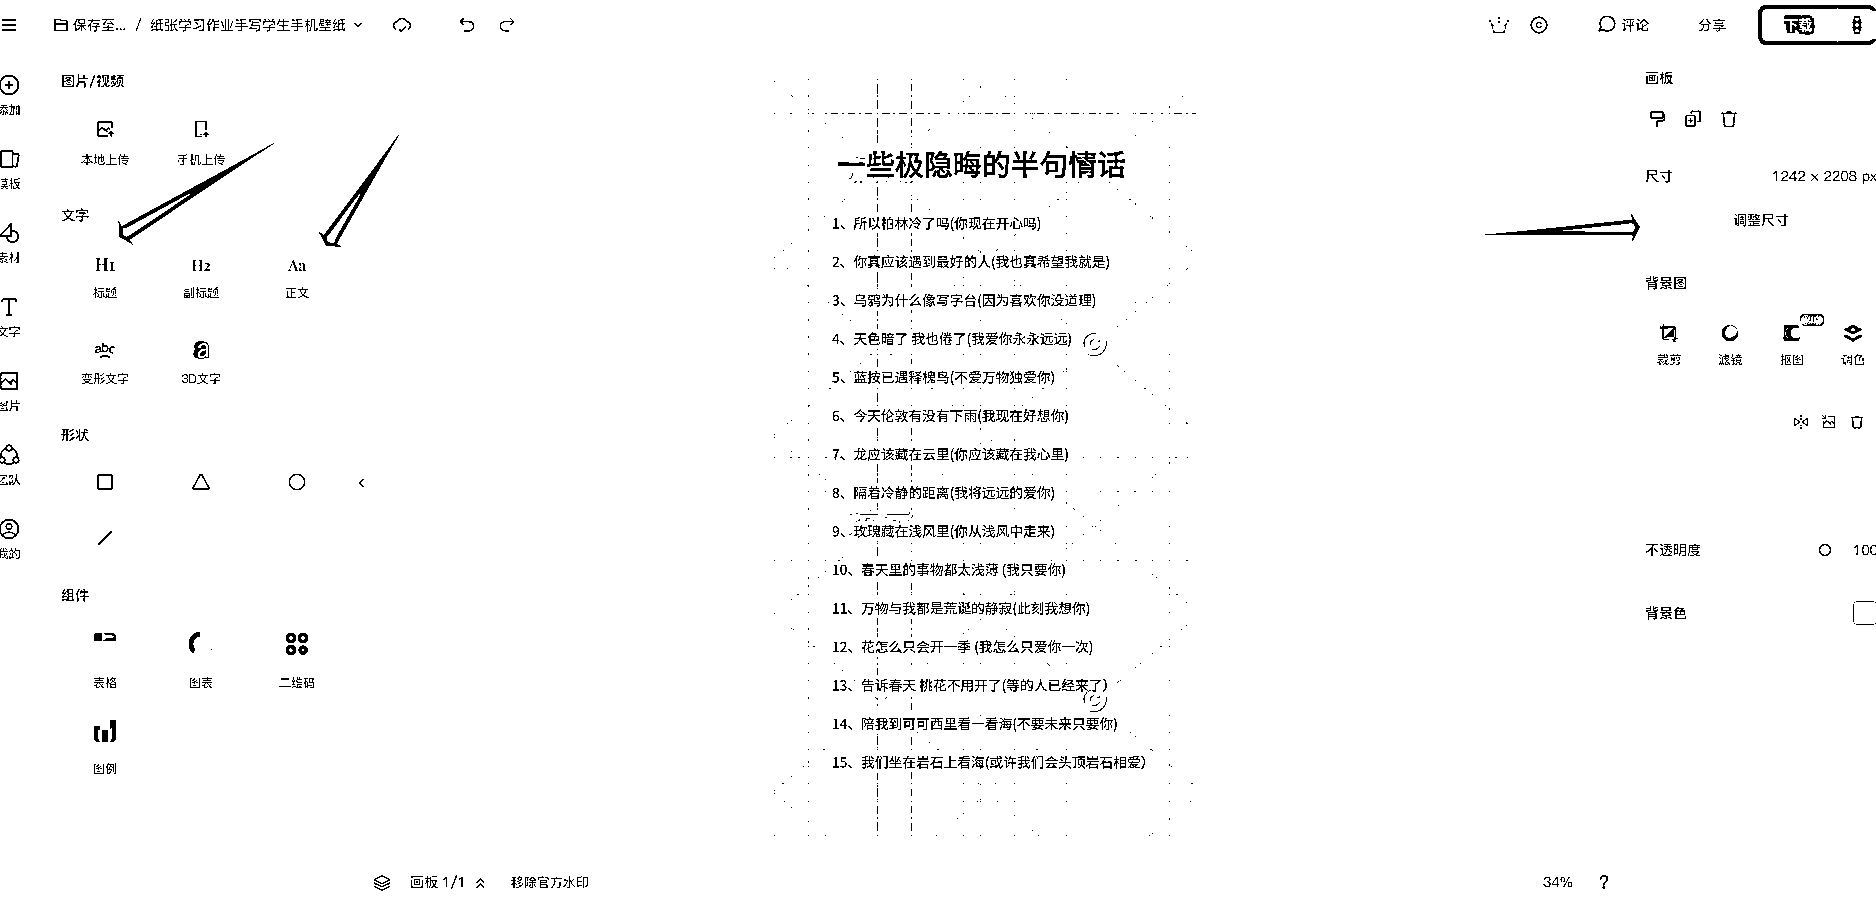 保存至... / 纸张学习作业手写学生手机壁纸
评论
分享
下载
添加
模板
素材
文字
图片
团队
我的
图片/视频
本地上传 手机上传
文字
H1 H2 Aa
标题 副标题 正文
abc a
变形文字 3D文字
形状
组件
表格 图表 二维码
图例
一些极隐晦的半句情话
1、所以柏林冷了吗(你现在开心吗)
2、你真应该遇到最好的人(我也真希望我就是)
3、乌鸦为什么像写字台(因为喜欢你没道理)
4、天色暗了 我也倦了(我爱你永永远远)
5、蓝按已遇释槐鸟(不爱万物独爱你)
6、今天伦敦有没有下雨(我现在好想你)
7、龙应该藏在云里(你应该藏在我心里)
8、隔着冷静的距离(我将远远的爱你)
9、玫瑰藏在浅风里(你从浅风中走来)
10、春天里的事物都太浅薄 (我只要你)
11、万物与我都是荒诞的静寂(此刻我想你)
12、花怎么只会开一季 (我怎么只爱你一次)
13、告诉春天 桃花不用开了(等的人已经来了)
14、陪我到可可西里看一看海(不要未来只要你)
15、我们坐在岩石上看海(或许我们会头顶岩石相爱)
画板
尺寸 1242 × 2208 px
调整尺寸
背景图
裁剪 滤镜 抠图 调色
不透明度 100
背景色
画板 1/1
移除官方水印
34% ?